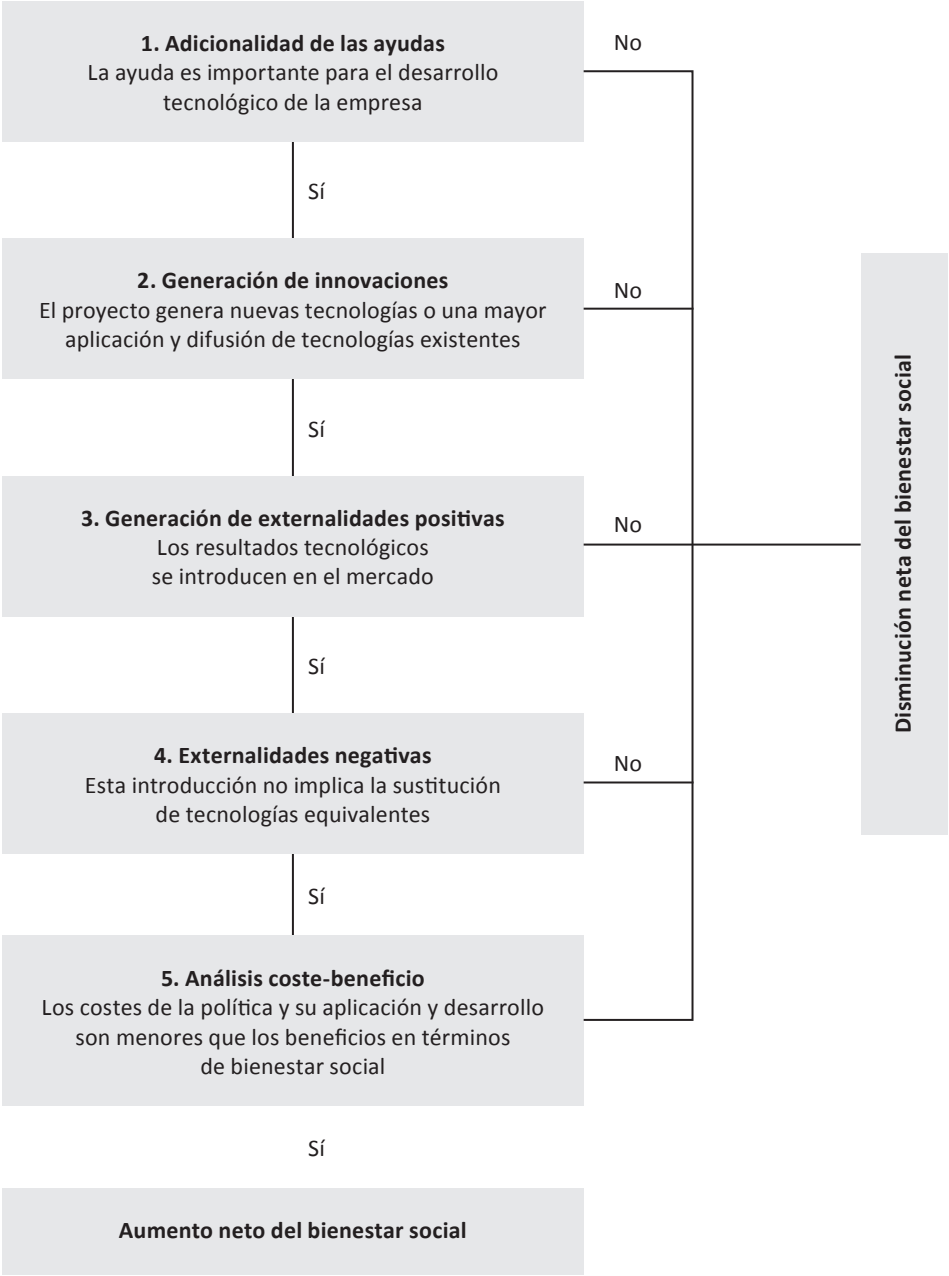 1. Adicionalidad de las ayudas
La ayuda es importante para el desarrollo
tecnológico de la empresa
No
Sí
2. Generación de innovaciones
El proyecto genera nuevas tecnologías o una mayor
aplicación y difusión de tecnologías existentes
No
Sí
3. Generación de externalidades positivas
Los resultados tecnológicos
se introducen en el mercado
No
Sí
4. Externalidades negativas
Esta introducción no implica la sustitución
de tecnologías equivalentes
No
Sí
5. Análisis coste-beneficio
Los costes de la política y su aplicación y desarrollo
son menores que los beneficios en términos
de bienestar social
Sí
Aumento neto del bienestar social
Disminución neta del bienestar social